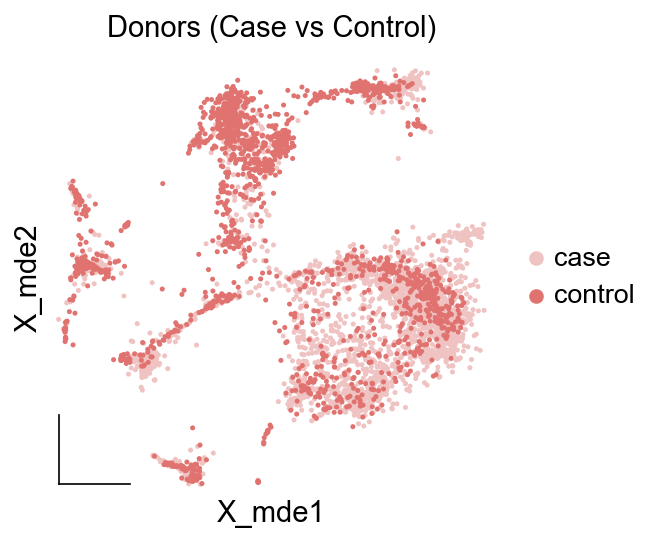 Donors (Case vs Control)
X_mde2
case
control
X_mde1